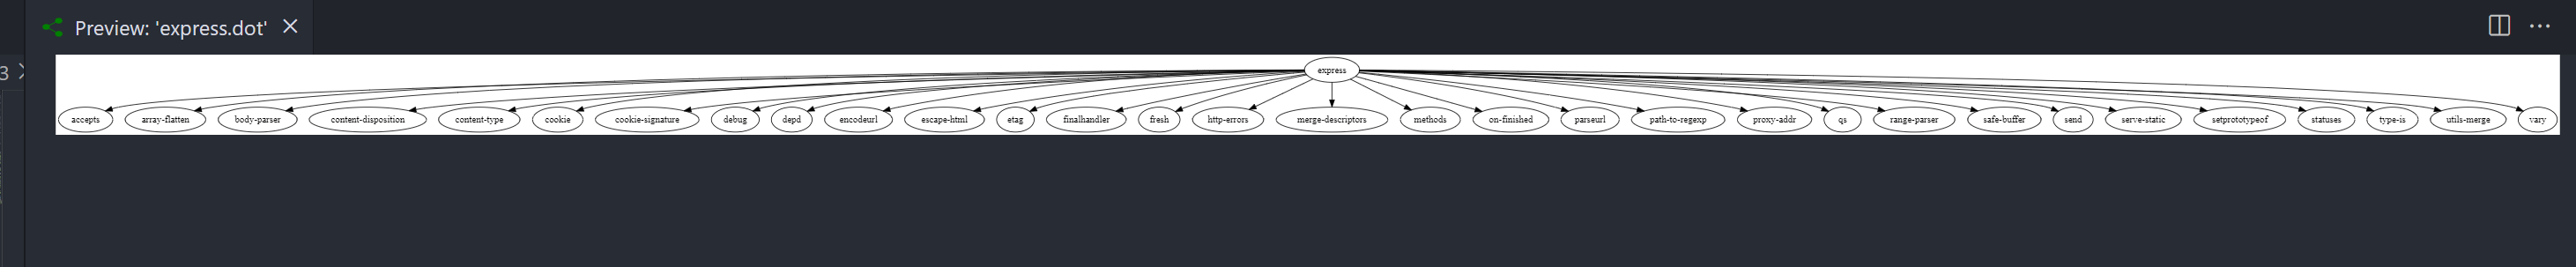 Preview: 'express.dot'
3
express
accepts
array-flatten
body-parser
content-disposition
content-type
cookie
cookie-signature
debug
depd
encodeurl
escape-html
etag
finalhandler
fresh
http-errors
merge-descriptors
methods
on-finished
parseurl
path-to-regexp
proxy-addr
qs
range-parser
safe-buffer
send
serve-static
setprototypeof
statuses
type-is
utils-merge
vary